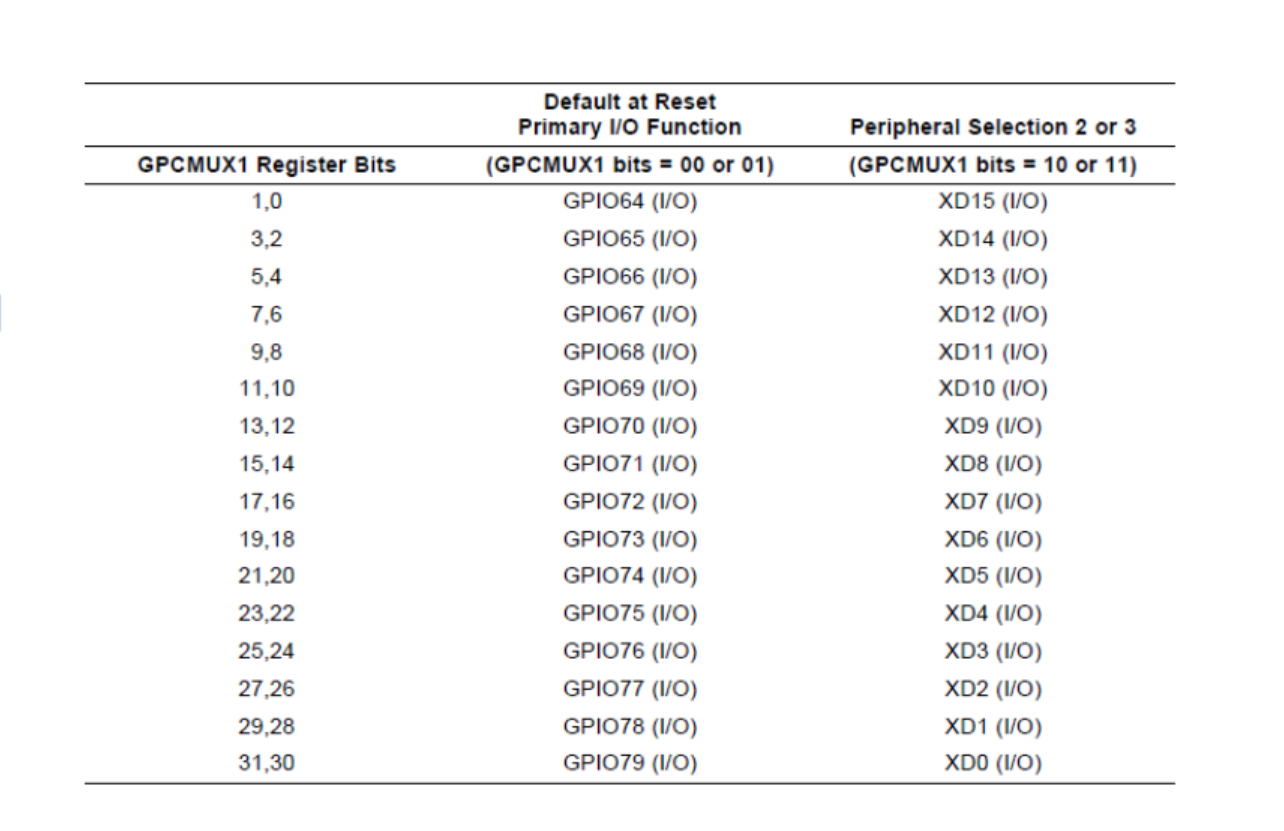 Default at Reset
Primary I/O Function Peripheral Selection 2 or 3
GPCMUX1 Register Bits (GPCMUX1 bits = 00 or 01) (GPCMUX1 bits = 10 or 11)
1,0 GPIO64 (I/O) XD15 (I/O)
3,2 GPIO65 (I/O) XD14 (I/O)
5,4 GPIO66 (I/O) XD13 (I/O)
7,6 GPIO67 (I/O) XD12 (I/O)
9,8 GPIO68 (I/O) XD11 (I/O)
11,10 GPIO69 (I/O) XD10 (I/O)
13,12 GPIO70 (I/O) XD9 (I/O)
15,14 GPIO71 (I/O) XD8 (I/O)
17,16 GPIO72 (I/O) XD7 (I/O)
19,18 GPIO73 (I/O) XD6 (I/O)
21,20 GPIO74 (I/O) XD5 (I/O)
23,22 GPIO75 (I/O) XD4 (I/O)
25,24 GPIO76 (I/O) XD3 (I/O)
27,26 GPIO77 (I/O) XD2 (I/O)
29,28 GPIO78 (I/O) XD1 (I/O)
31,30 GPIO79 (I/O) XD0 (I/O)